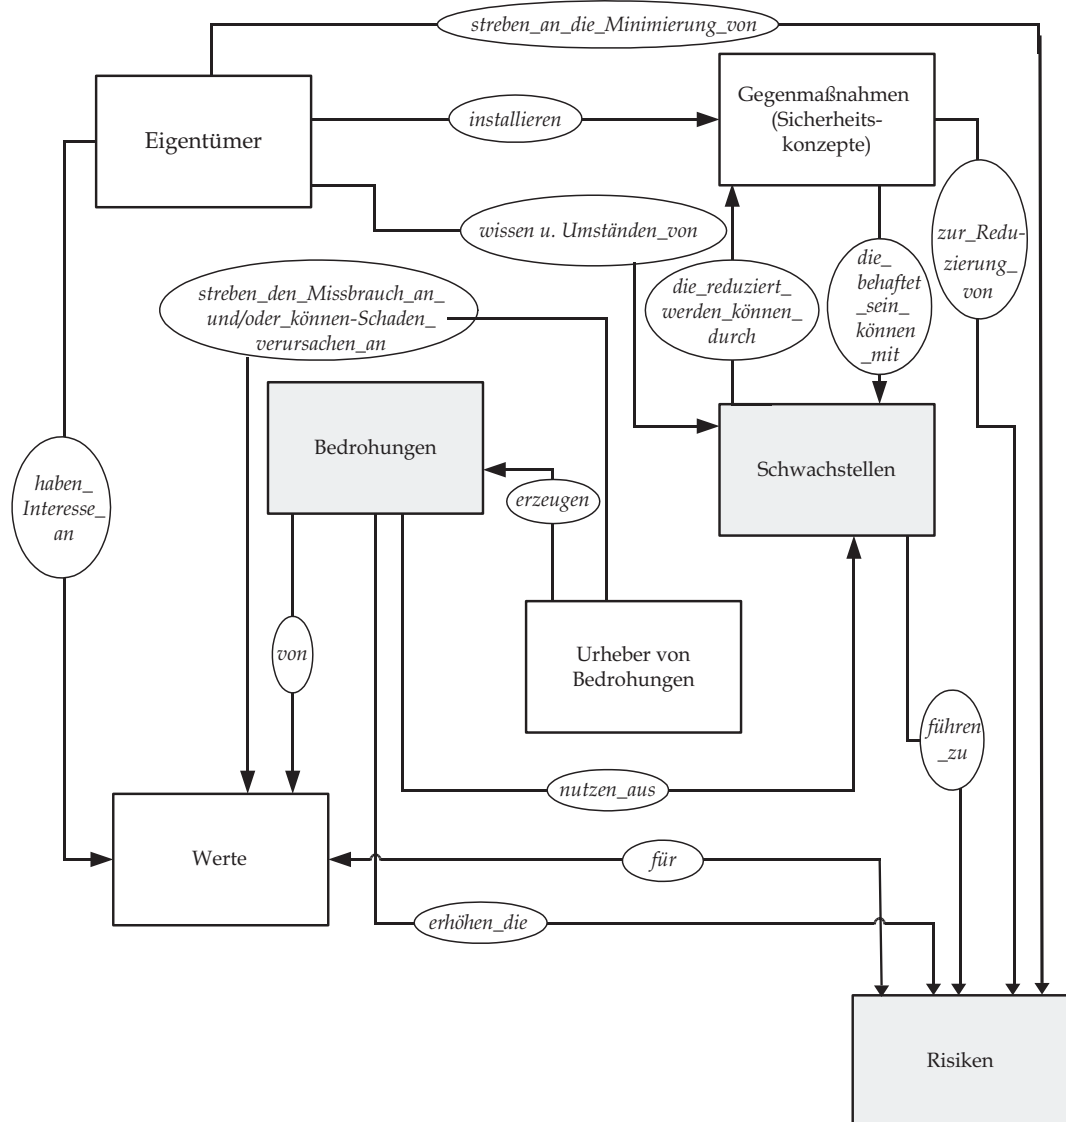 streben_an_die_Minimierung_von
Eigentümer
installieren
Gegenmaßnahmen
(Sicherheits-
konzepte)
wissen u. Umständen_von
zur_Redu-
zierung_
von
streben_den_Missbrauch_an_
und/oder_können-Schaden_
verursachen_an
die_reduziert_
werden_können_
durch
die_
behaftet
_sein_
können
_mit
Bedrohungen
Schwachstellen
haben_
Interesse_
an
erzeugen
von
Urheber von
Bedrohungen
führen
_zu
nutzen_aus
Werte
für
erhöhen_die
Risiken